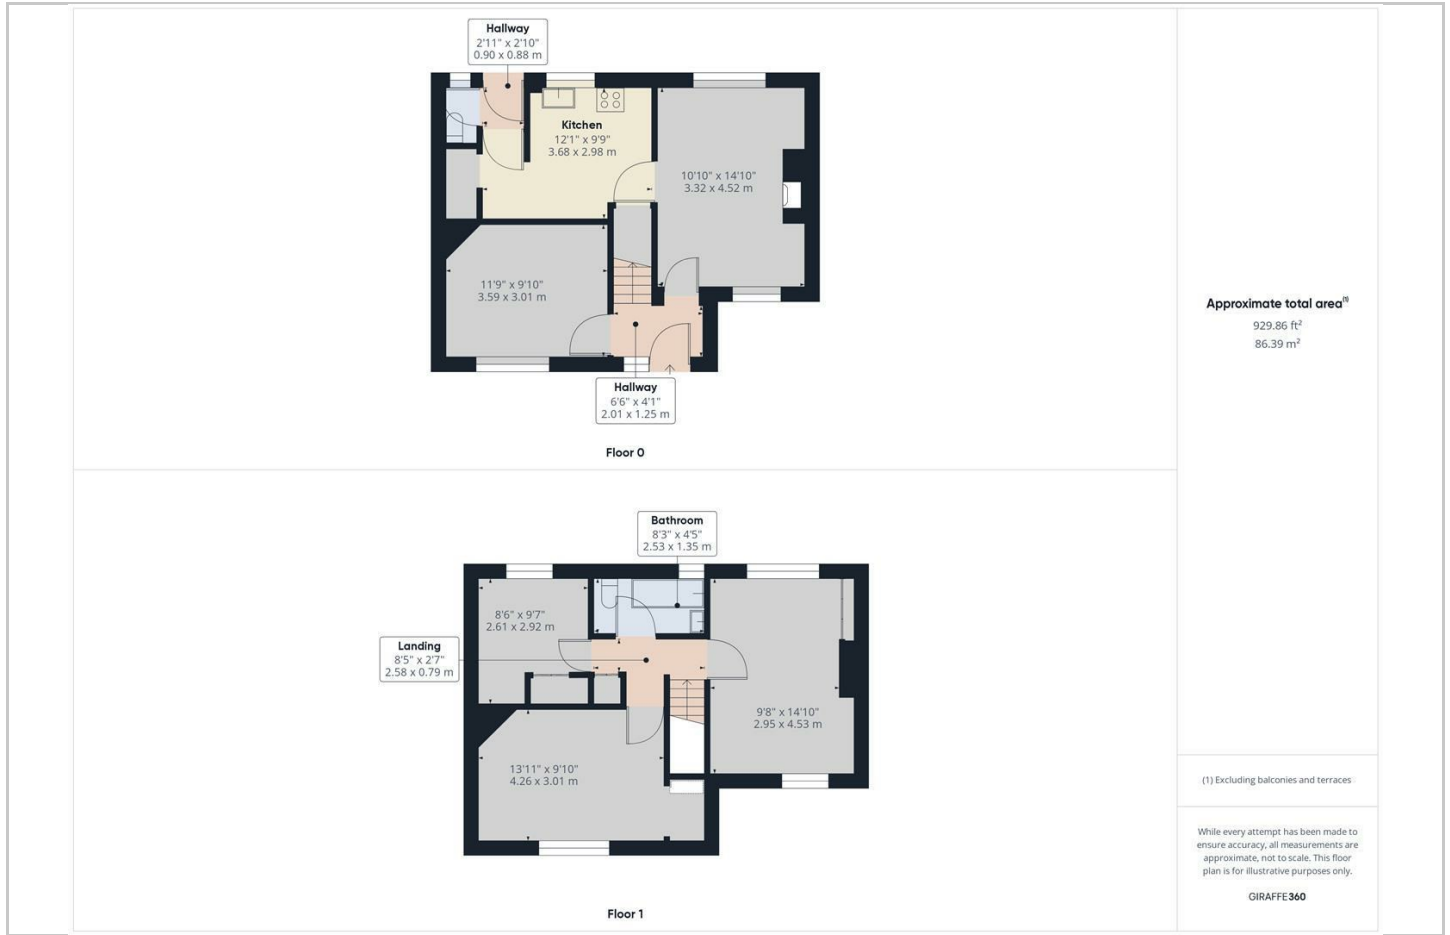 Hallway
2'11" x 2'10"
0.90 x 0.88 m
Kitchen
12'1" x 9'9"
3.68 x 2.98 m
10'10" x 14'10"
3.32 x 4.52 m
11'9" x 9'10"
3.59 x 3.01 m
Hallway
6'6" x 4'1"
2.01 x 1.25 m
Floor 0
Bathroom
8'3" x 4'5"
2.53 x 1.35 m
8'6" x 9'7"
2.61 x 2.92 m
Landing
8'5" x 2'7"
2.58 x 0.79 m
9'8" x 14'10"
2.95 x 4.53 m
13'11" x 9'10"
4.26 x 3.01 m
Floor 1
Approximate total area(1)
929.86 ft²
86.39 m²
(1) Excluding balconies and terraces
While every attempt has been made to
ensure accuracy, all measurements are
approximate, not to scale. This floor
plan is for illustrative purposes only.
GIRAFFE360